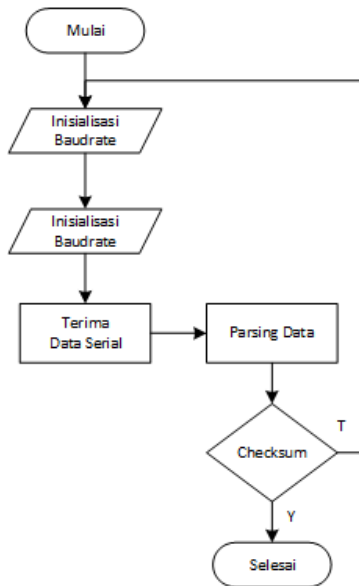 Mulai
Inisialisasi
Baudrate
Inisialisasi
Baudrate
Terima
Data Serial
Parsing Data
Checksum
T
Y
Selesai